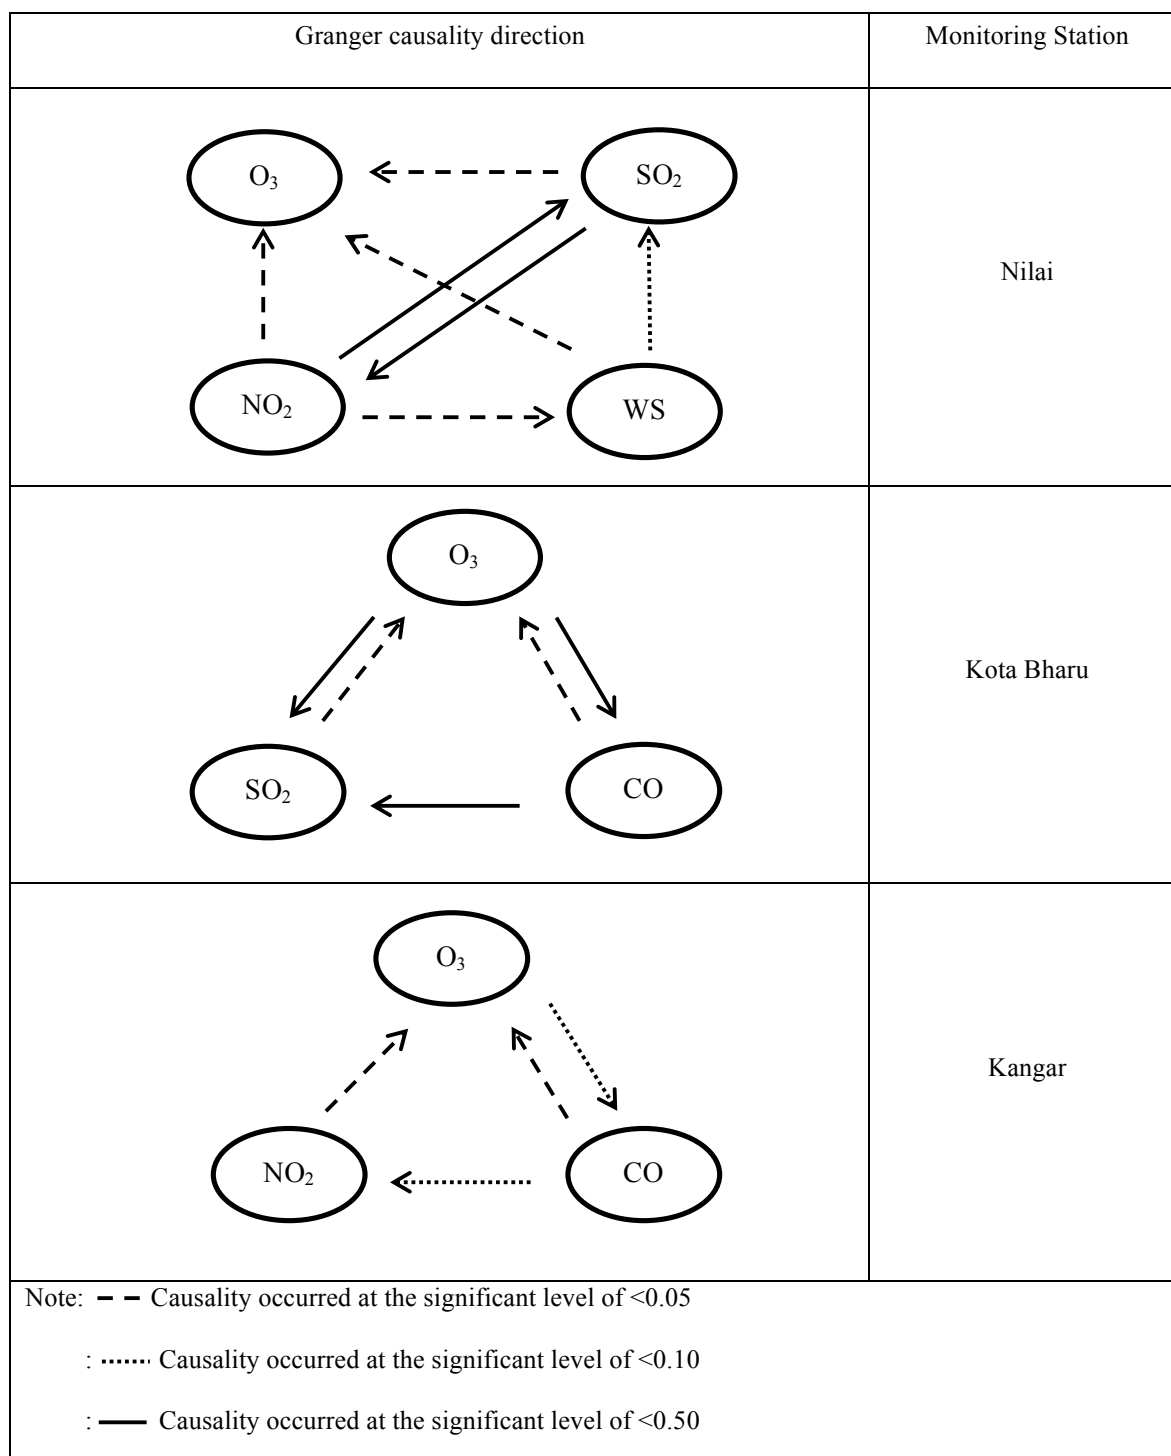 Granger causality direction
Monitoring Station
O₃
SO₂
NO₂
WS
Nilai
O₃
SO₂
CO
Kota Bharu
O₃
NO₂
CO
Kangar
Note: Causality occurred at the significant level of <0.05
: Causality occurred at the significant level of <0.10
: Causality occurred at the significant level of <0.50